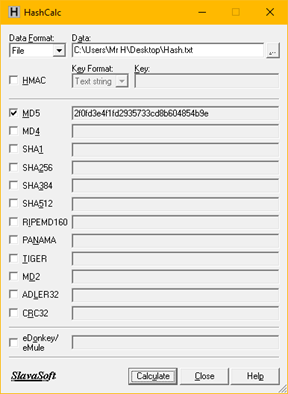 HashCalc
Data Format: Data:
File C:\Users\Mr H\Desktop\Hash.txt ...
HMAC Key Format: Key:
Text string
MD5 2f0fd3e4f1fd2935733cd8b604854b9e
MD4
SHA1
SHA256
SHA384
SHA512
RIPEMD160
PANAMA
TIGER
MD2
ADLER32
CRC32
eDonkey/
eMule
SlavaSoft Calculate Close Help